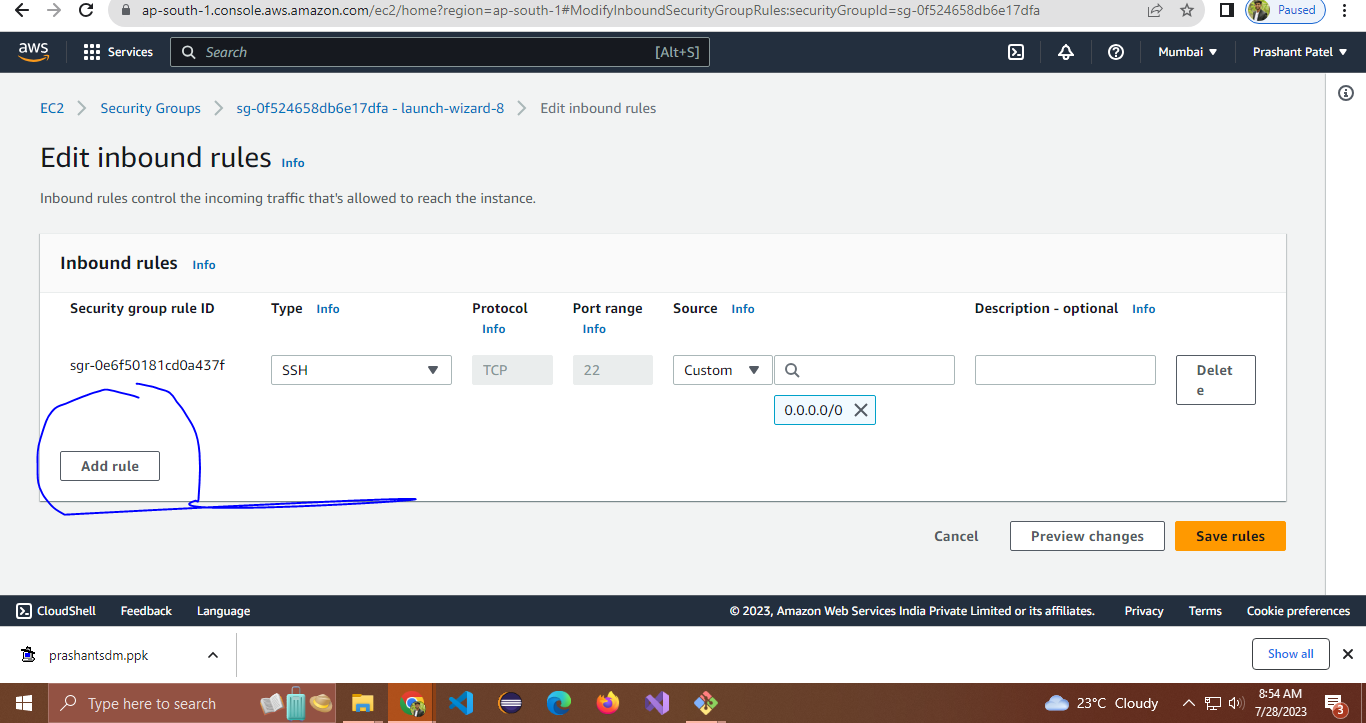 ap-south-1.console.aws.amazon.com/ec2/home?region=ap-south-1#ModifyInboundSecurityGroupRules:securityGroupId=sg-0f524658db6e17dfa
Paused
aws
Services
Search
[Alt+S]
Mumbai
Prashant Patel
EC2 > Security Groups > sg-0f524658db6e17dfa - launch-wizard-8 > Edit inbound rules
Edit inbound rules Info
Inbound rules control the incoming traffic that's allowed to reach the instance.
Inbound rules Info
Security group rule ID
Type Info
Protocol
Info
Port range
Info
Source Info
Description - optional Info
sgr-0e6f50181cd0a437f
SSH
TCP
22
Custom
0.0.0.0/0
Delet
e
Add rule
Cancel
Preview changes
Save rules
CloudShell
Feedback
Language
© 2023, Amazon Web Services India Private Limited or its affiliates.
Privacy
Terms
Cookie preferences
prashantsdm.ppk
Show all
Type here to search
23°C Cloudy
8:54 AM
7/28/2023
3